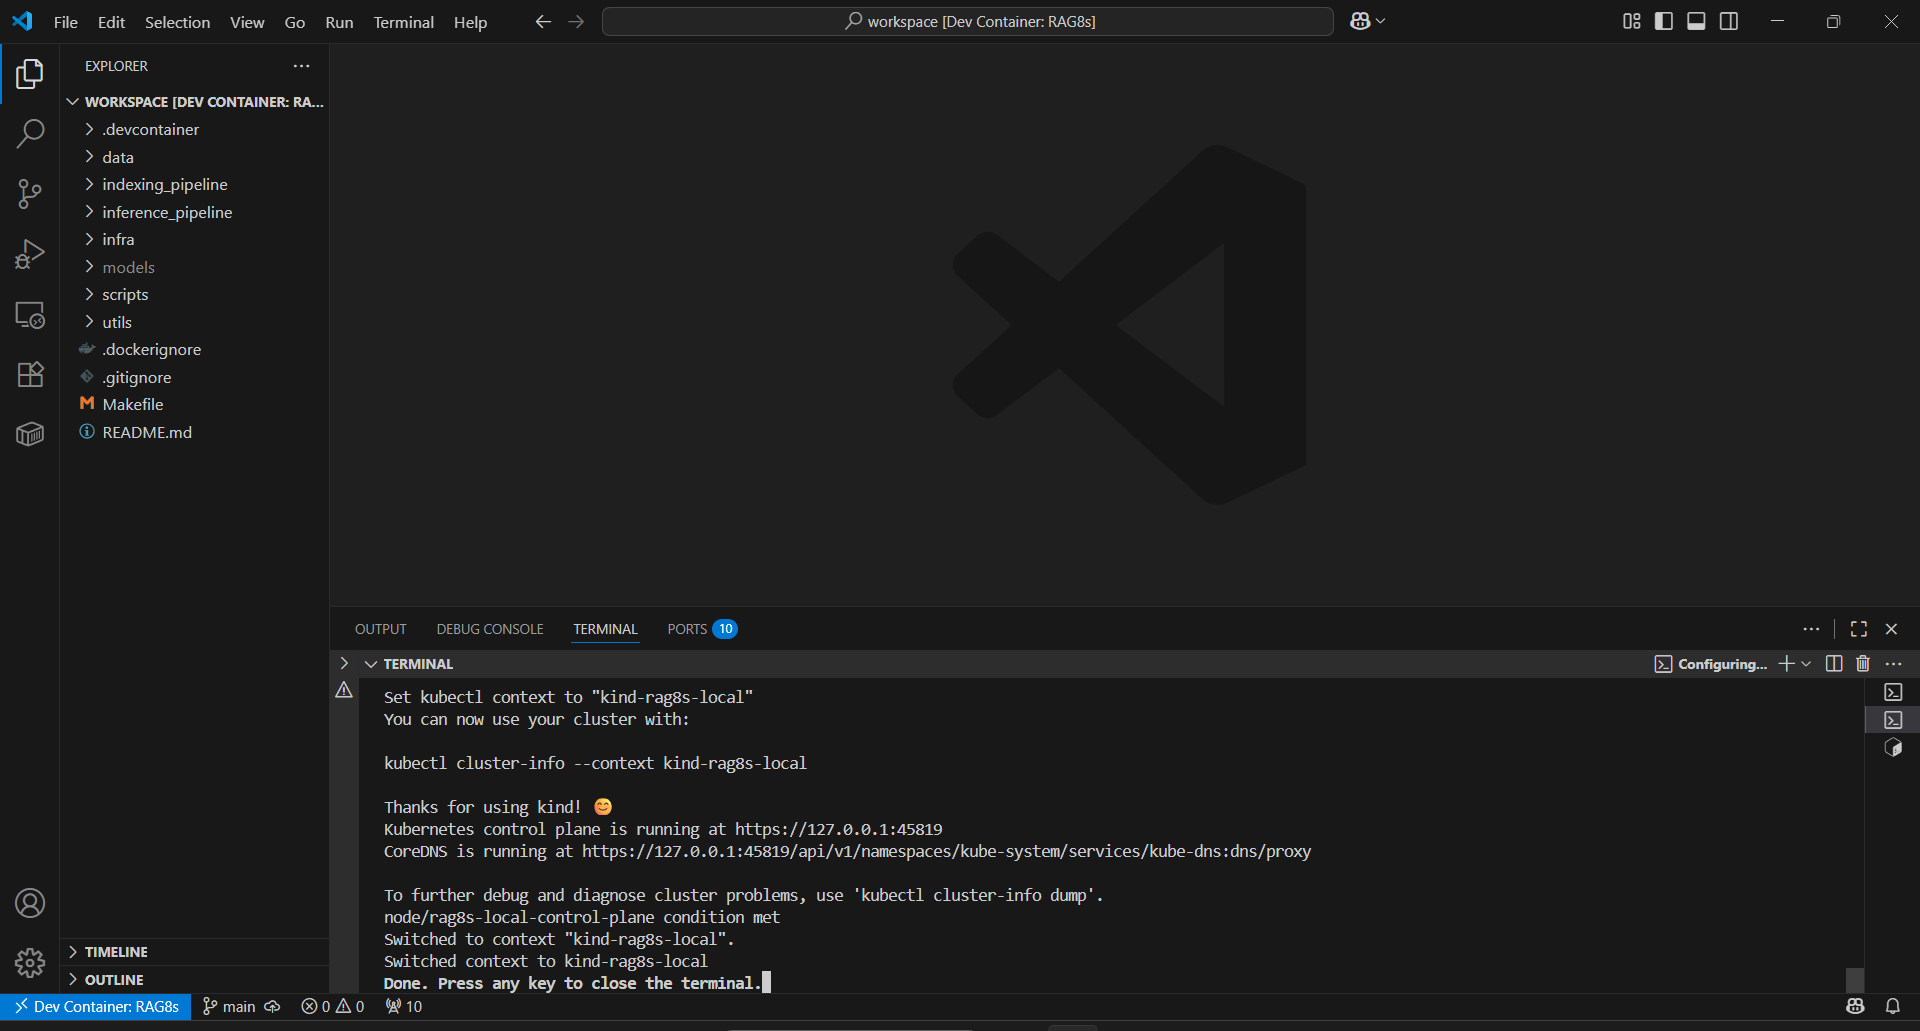 File Edit Selection View Go Run Terminal Help
workspace [Dev Container: RAG8s]
EXPLORER
WORKSPACE [DEV CONTAINER: RA...
.devcontainer
data
indexing_pipeline
inference_pipeline
infra
models
scripts
utils
.dockerignore
.gitignore
Makefile
README.md
TIMELINE
OUTLINE
OUTPUT DEBUG CONSOLE TERMINAL PORTS 10
TERMINAL
Configuring...
Set kubectl context to "kind-rag8s-local"
You can now use your cluster with:
kubectl cluster-info --context kind-rag8s-local
Thanks for using kind! 😊
Kubernetes control plane is running at https://127.0.0.1:45819
CoreDNS is running at https://127.0.0.1:45819/api/v1/namespaces/kube-system/services/kube-dns:dns/proxy
To further debug and diagnose cluster problems, use 'kubectl cluster-info dump'.
node/rag8s-local-control-plane condition met
Switched to context "kind-rag8s-local".
Switched context to kind-rag8s-local
Done. Press any key to close the terminal.
Dev Container: RAG8s main 0 0 10